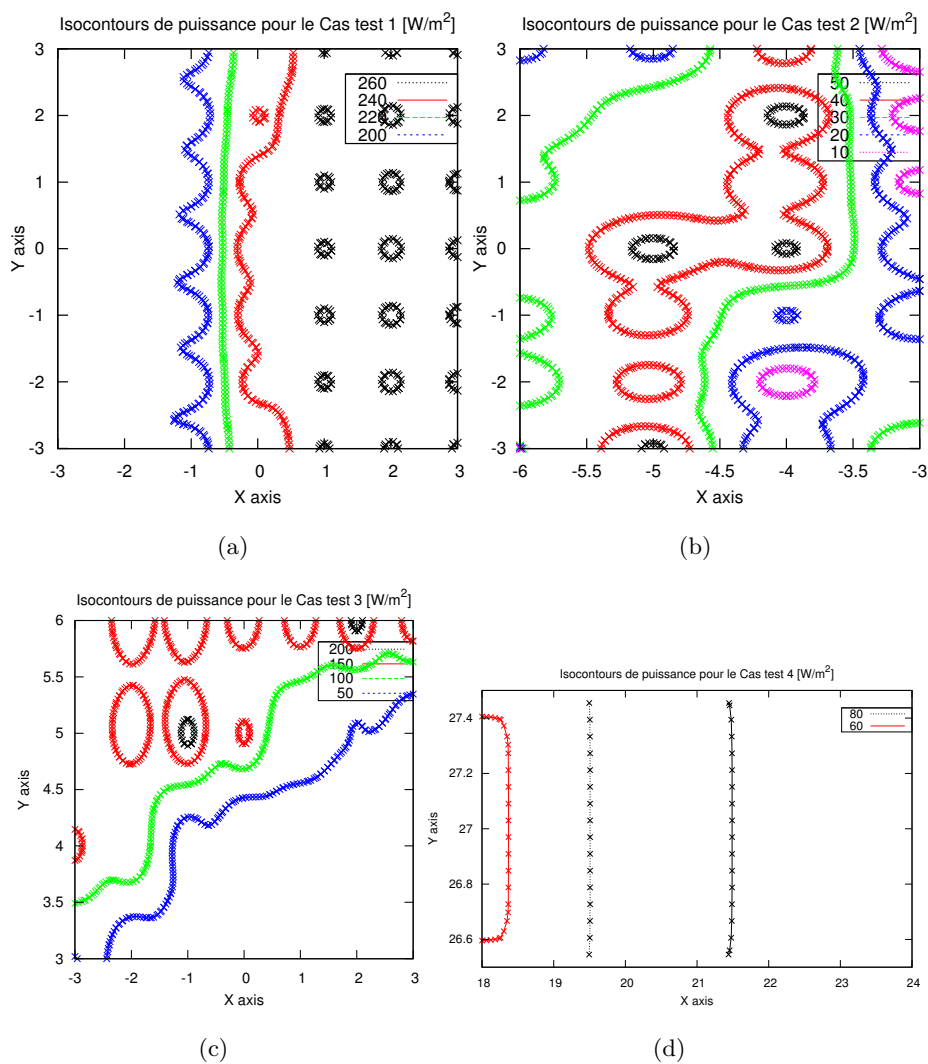 Isocontours de puissance pour le Cas test 1 [W/m²]
3
2
1
0
-1
-2
-3
Y axis
260
240
220
200
-3 -2 -1 0 1 2 3
X axis
(a)
Isocontours de puissance pour le Cas test 2 [W/m²]
3
2
1
0
-1
-2
-3
Y axis
50
40
30
20
10
-6 -5.5 -5 -4.5 -4 -3.5 -3
X axis
(b)
Isocontours de puissance pour le Cas test 3 [W/m²]
6
5.5
5
4.5
4
3.5
3
Y axis
200
150
100
50
-3 -2 -1 0 1 2 3
X axis
(c)
Isocontours de puissance pour le Cas test 4 [W/m²]
27.4
27.2
27
26.8
26.6
Y axis
80
60
18 19 20 21 22 23 24
X axis
(d)